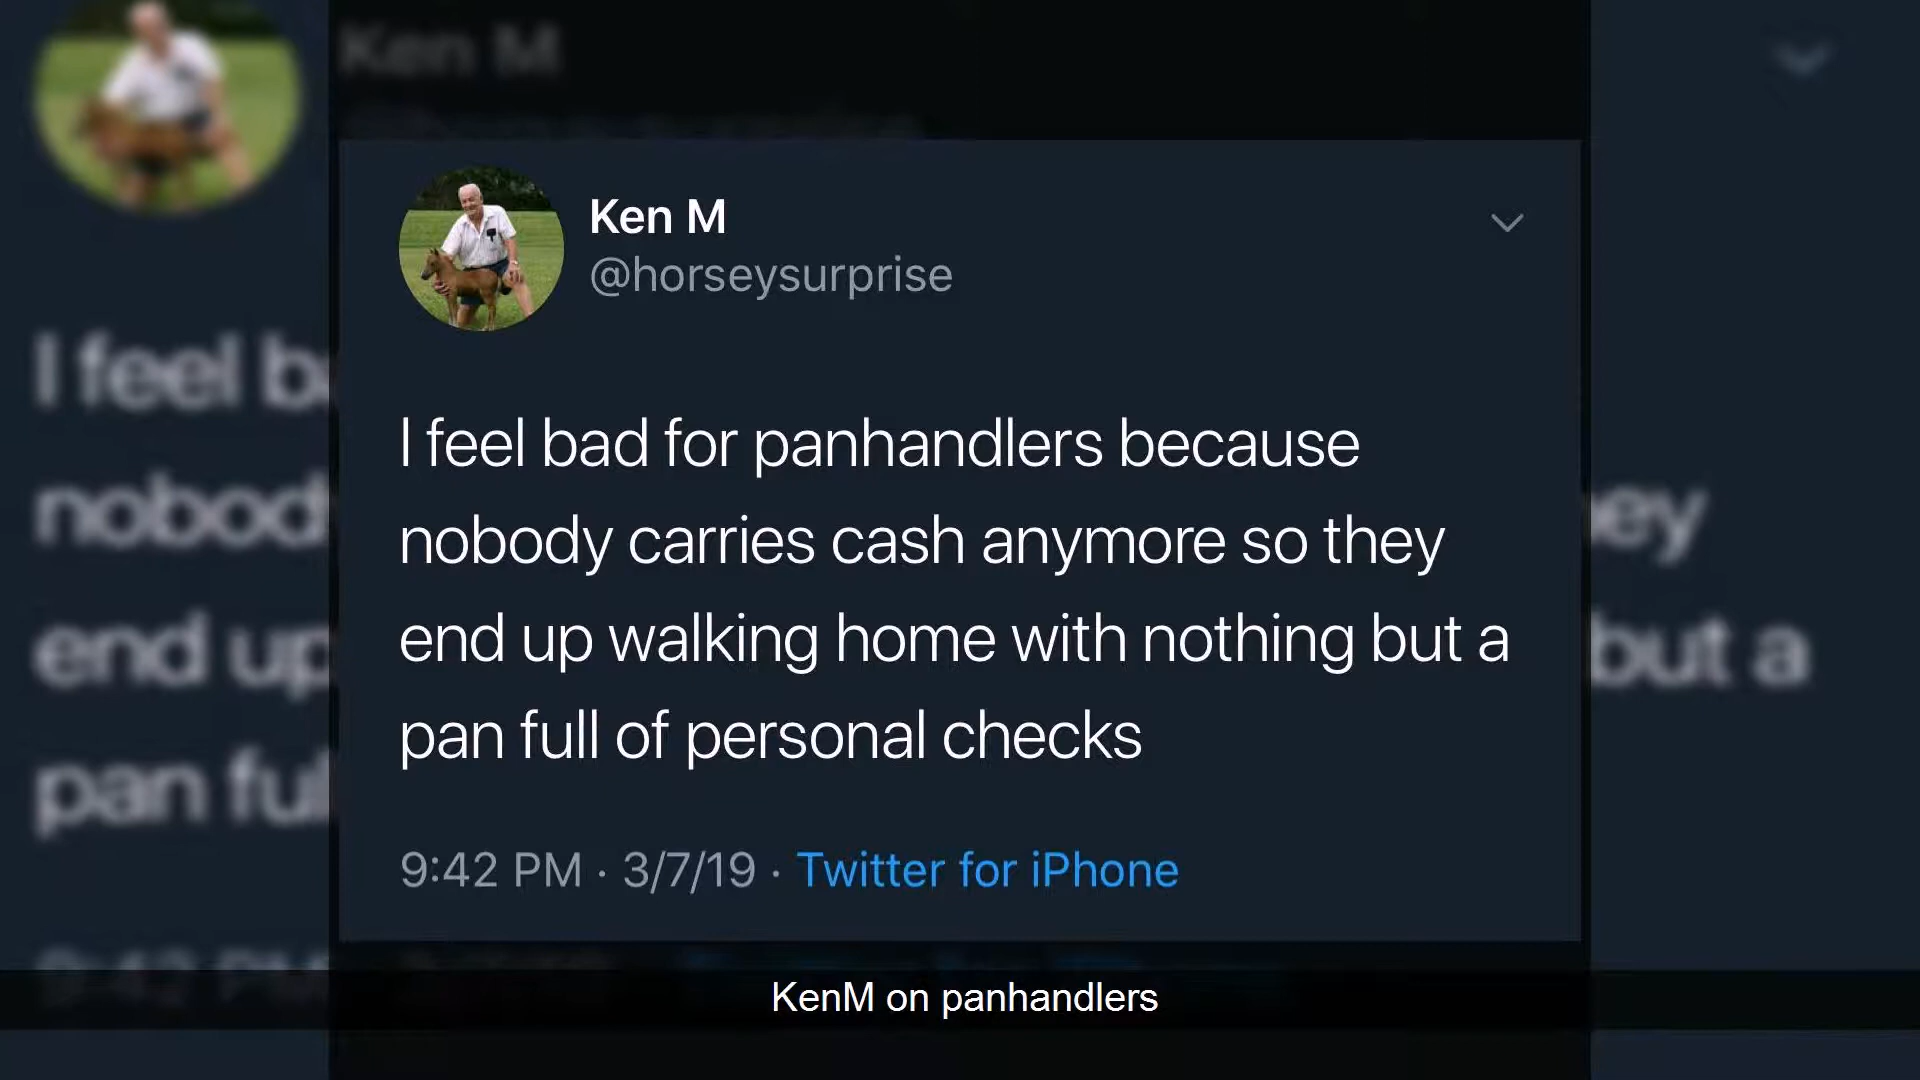 Ken M
Ken M
@horseysurprise
I feel bad for panhandlers because
nobody carries cash anymore so they
end up walking home with nothing but a
pan full of personal checks
9:42 PM · 3/7/19 · Twitter for iPhone
KenM on panhandlers